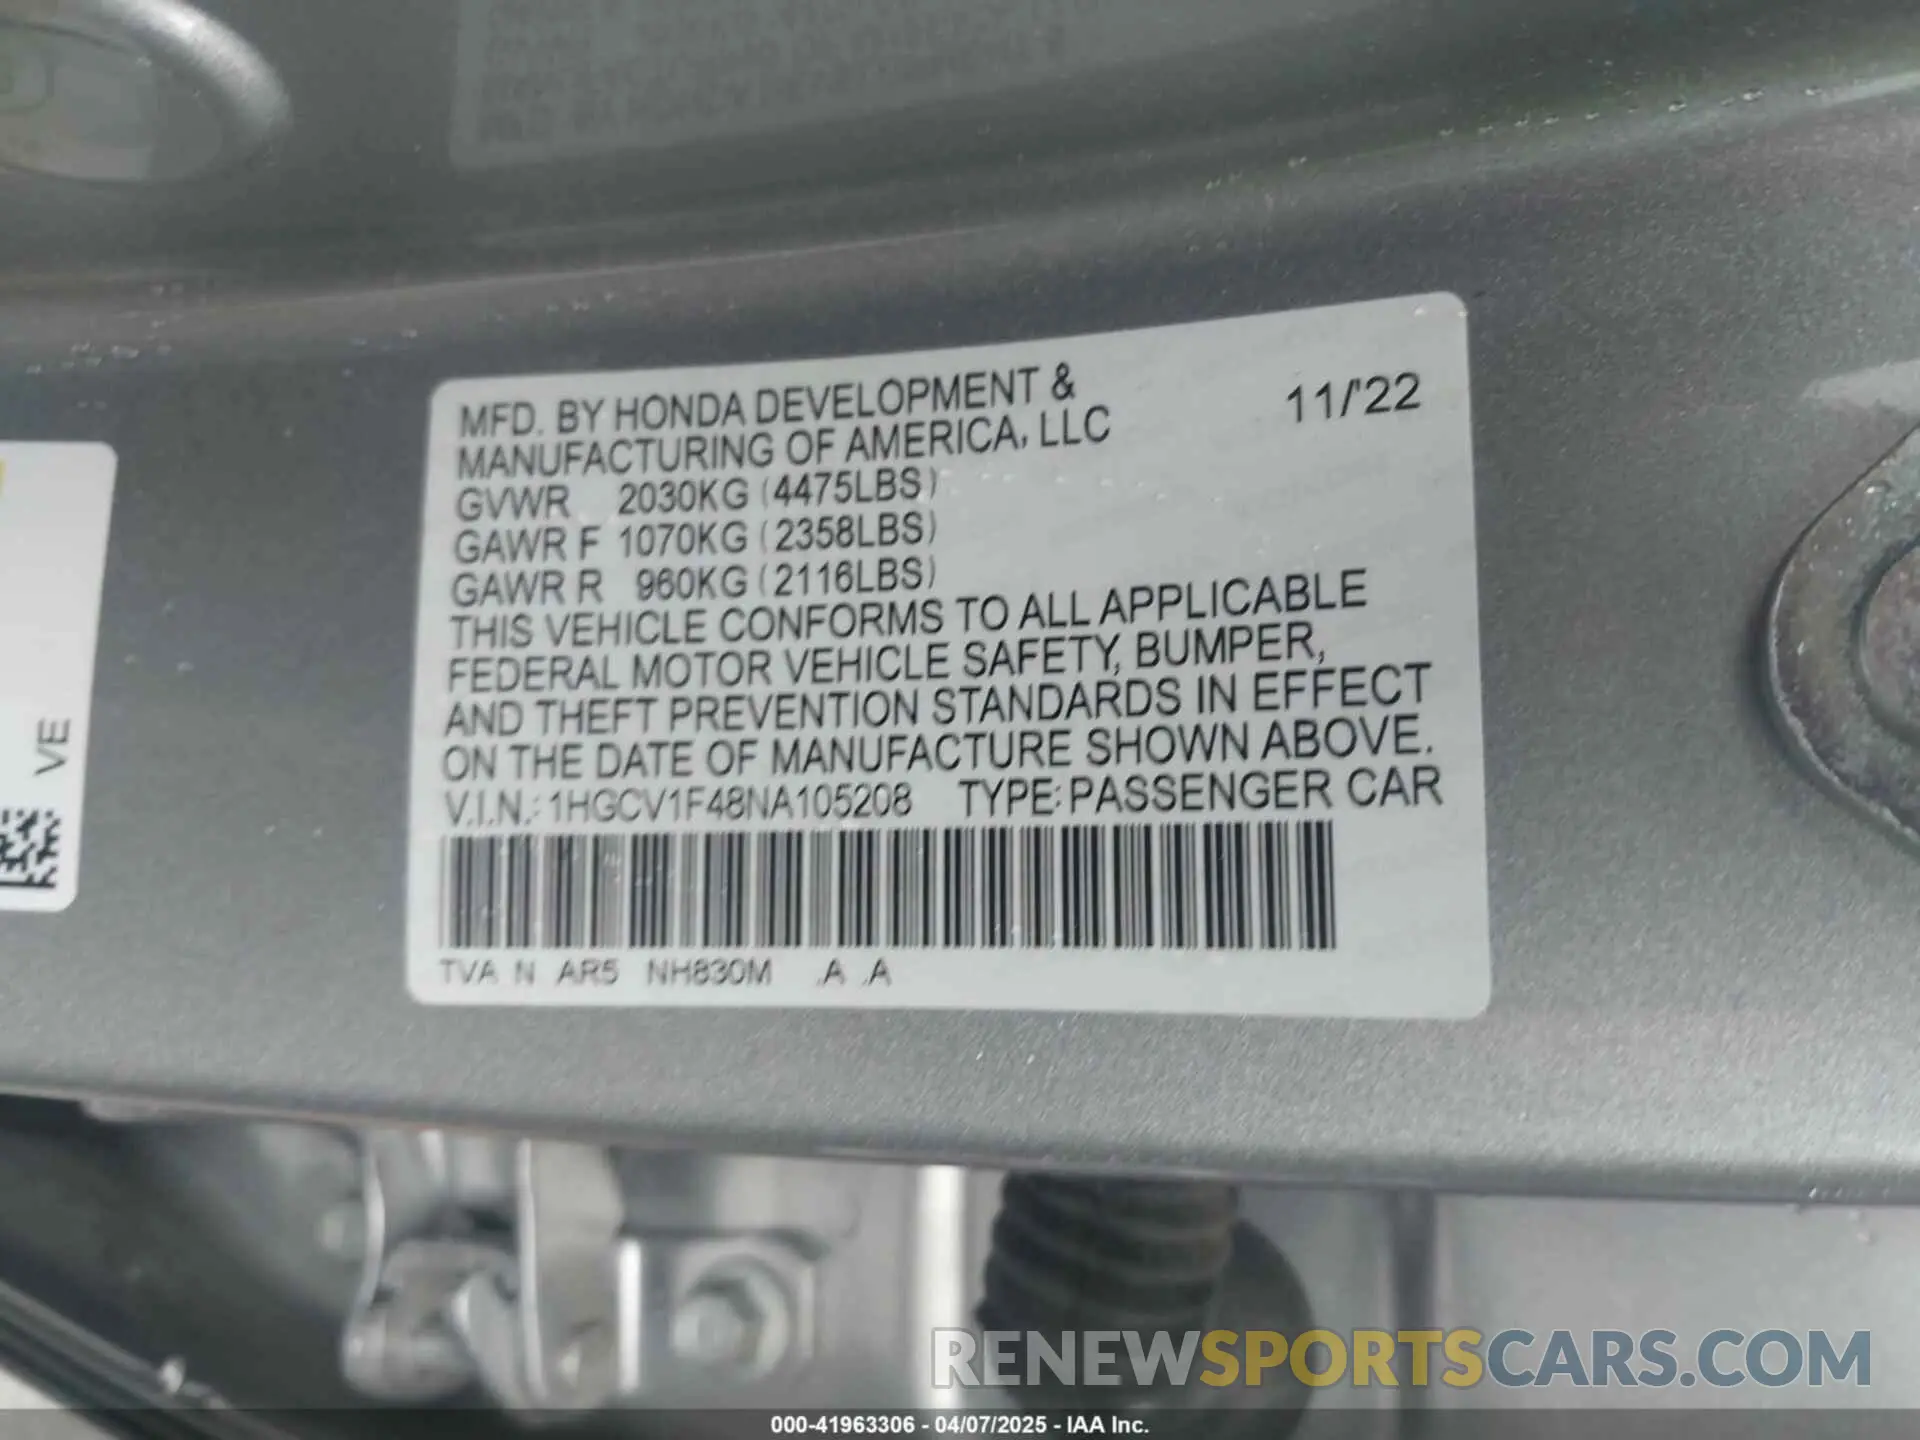 MFD. BY HONDA DEVELOPMENT & 11/'22
MANUFACTURING OF AMERICA, LLC
GVWR 2030KG (4475LBS)
GAWR F 1070KG (2358LBS)
GAWR R 960KG (2116LBS)
THIS VEHICLE CONFORMS TO ALL APPLICABLE
FEDERAL MOTOR VEHICLE SAFETY, BUMPER,
AND THEFT PREVENTION STANDARDS IN EFFECT
ON THE DATE OF MANUFACTURE SHOWN ABOVE.
V.I.N.: 1HGCV1F48NA105208 TYPE: PASSENGER CAR
TVA N AR5 NH830M .A .A
VE
RENEWSPORTSCARS.COM
000-41963306 - 04/07/2025 - IAA Inc.